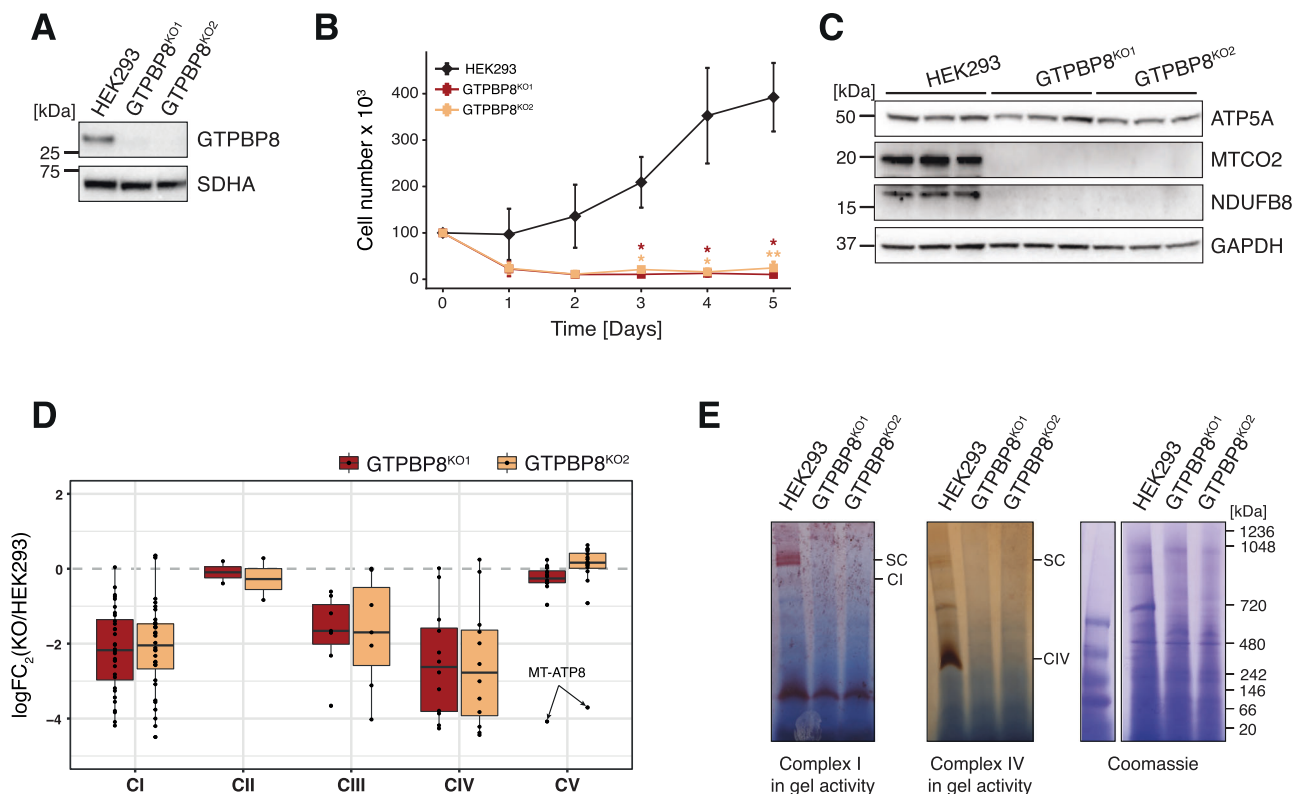 A
HEK293
GTPBP8KO1
GTPBP8KO2
[kDa]
25
75
GTPBP8
SDHA
B
HEK293
GTPBP8KO1
GTPBP8KO2
Cell number x 10³
400
300
200
100
0
* * *
* * **
0 1 2 3 4 5
Time [Days]
C
HEK293 GTPBP8KO1 GTPBP8KO2
[kDa]
50 ATP5A
20 MTCO2
15 NDUFB8
37 GAPDH
D
GTPBP8KO1 GTPBP8KO2
logFC₂(KO/HEK293)
2
0
−2
−4
MT-ATP8
CI CII CIII CIV CV
E
HEK293 GTPBP8KO1 GTPBP8KO2
SC
CI
Complex I
in gel activity
HEK293 GTPBP8KO1 GTPBP8KO2
SC
CIV
Complex IV
in gel activity
HEK293 GTPBP8KO1 GTPBP8KO2
[kDa]
1236
1048
720
480
242
146
66
20
Coomassie